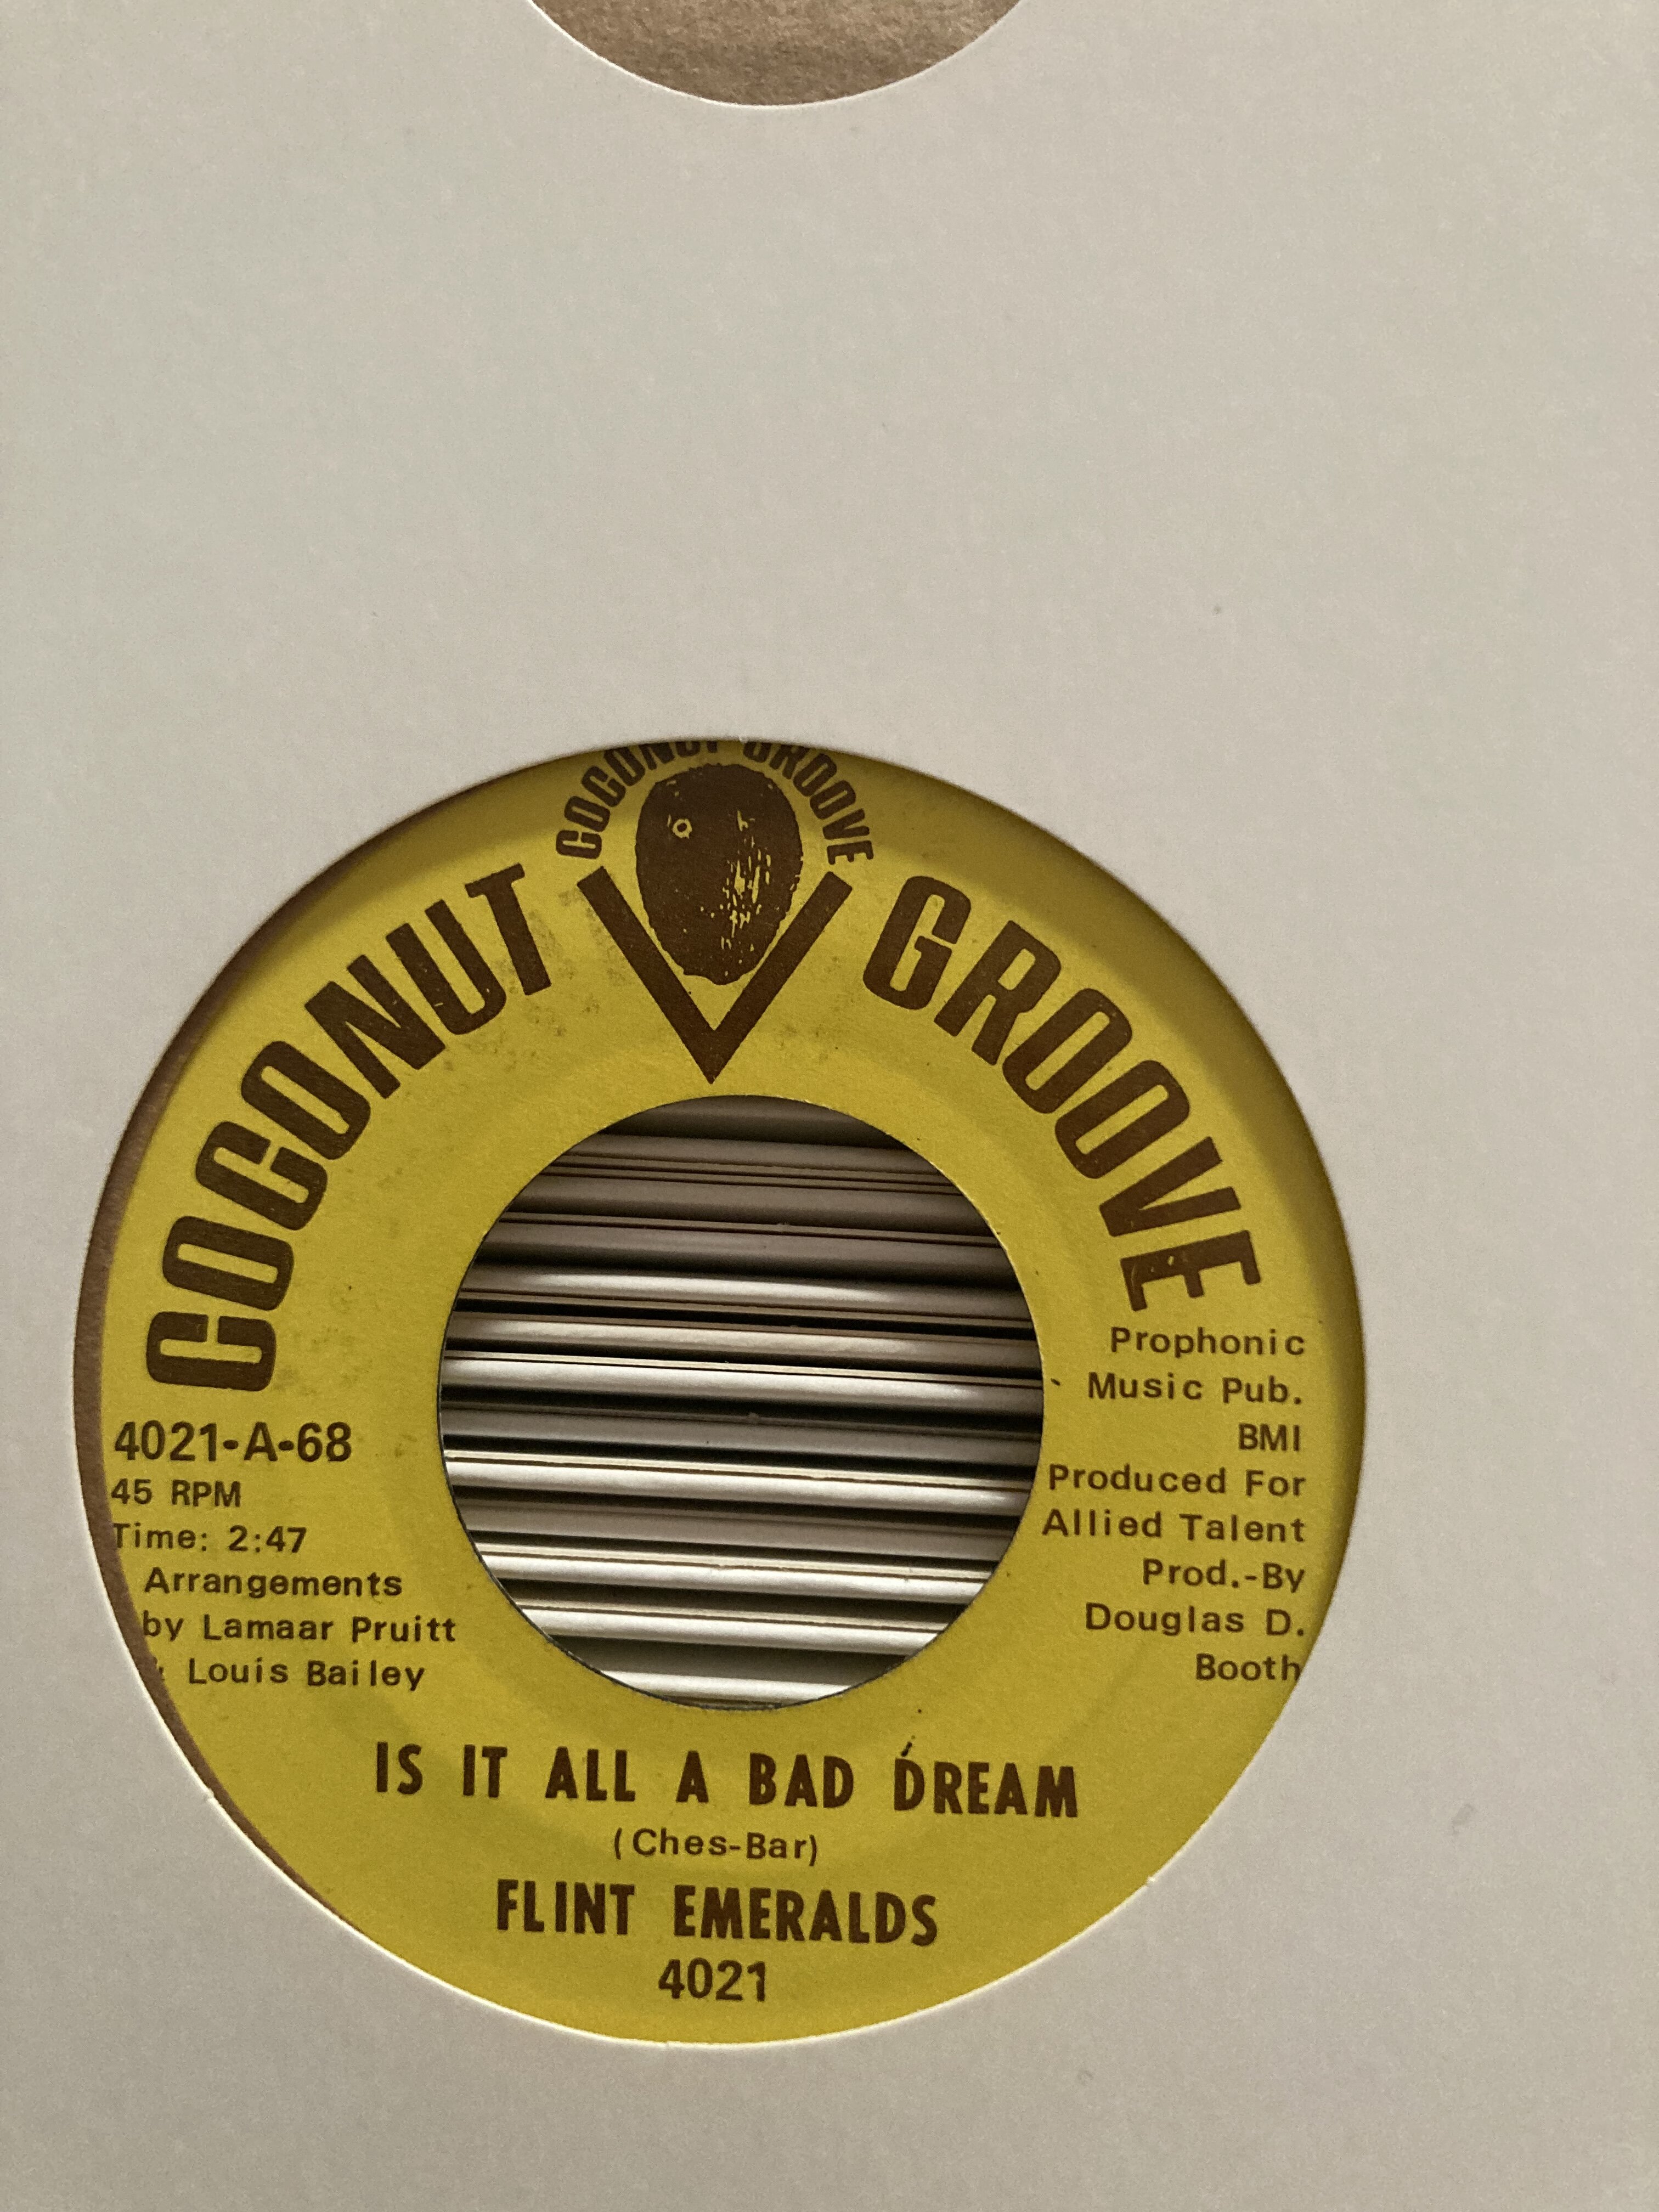 COCONUT GROOVE
COCONUT GROOVE
4021-A-68
45 RPM
Time: 2:47
Arrangements
by Lamaar Pruitt
& Louis Bailey
Prophonic
Music Pub.
BMI
Produced For
Allied Talent
Prod.-By
Douglas D.
Booth
IS IT ALL A BAD DREAM
(Ches-Bar)
FLINT EMERALDS
4021